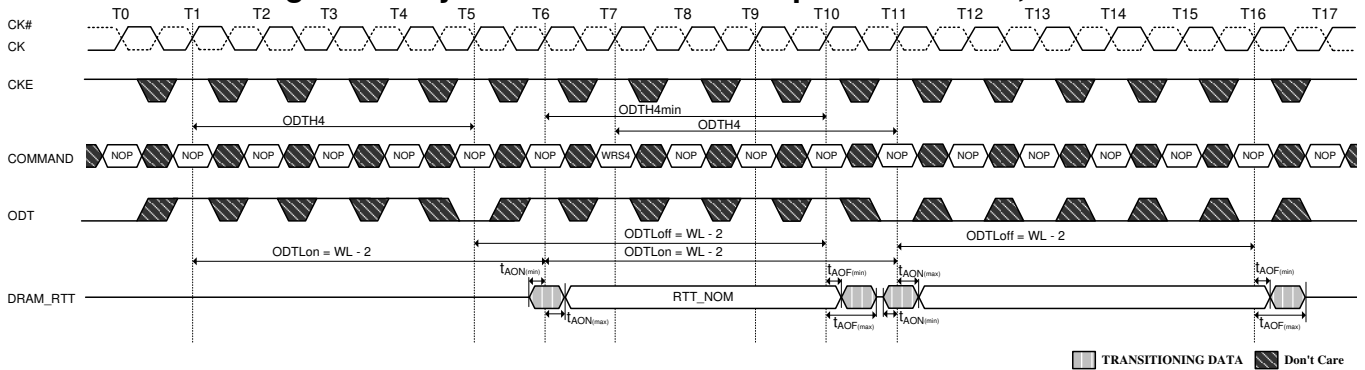 T0 T1 T2 T3 T4 T5 T6 T7 T8 T9 T10 T11 T12 T13 T14 T15 T16 T17
CK#
CK
CKE
ODTH4min
ODTH4
ODTH4
COMMAND
NOP NOP NOP NOP NOP NOP NOP WRS4 NOP NOP NOP NOP NOP NOP NOP NOP NOP NOP
ODT
ODTLoff = WL - 2
ODTLoff = WL - 2
ODTLon = WL - 2
ODTLon = WL - 2
tAON(min)
tAOF(min)
tAON(max)
tAOF(min)
DRAM_RTT
RTT_NOM
tAON(max)
tAOF(max)
tAON(min)
tAOF(max)
TRANSITIONING DATA
Don't Care